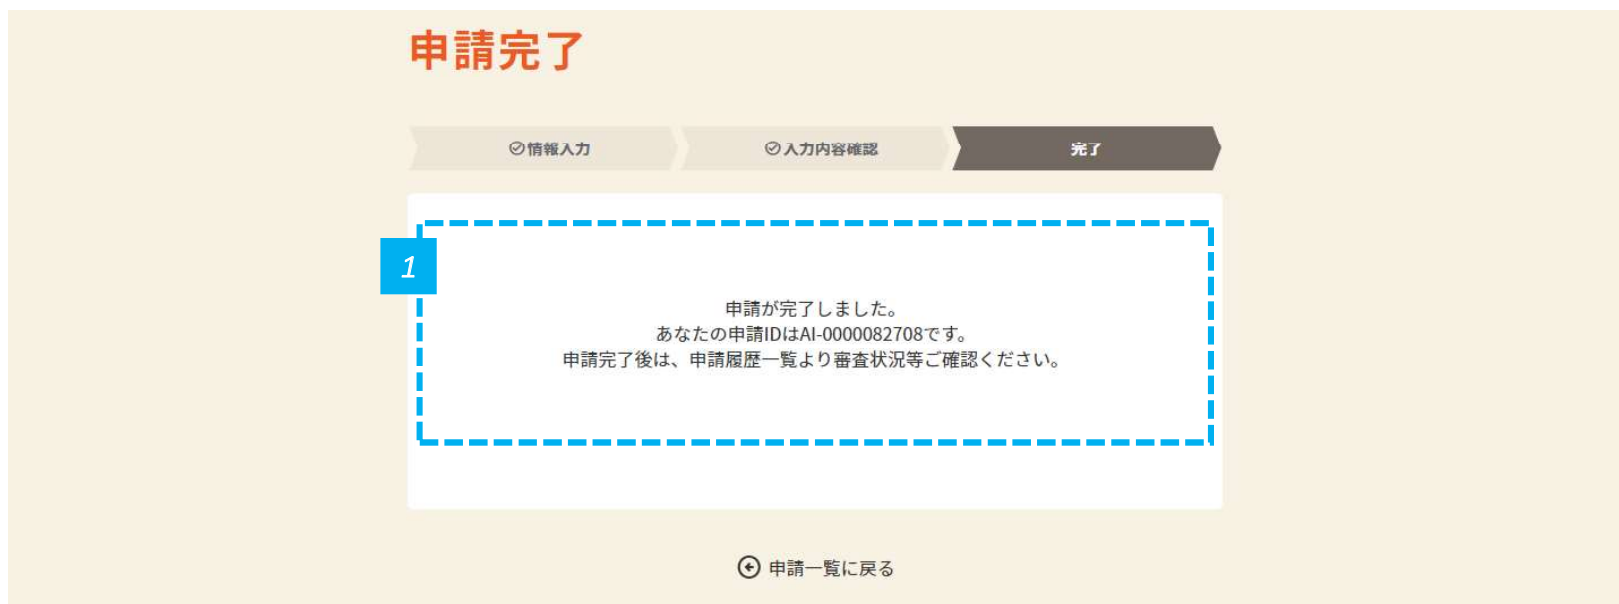 申請完了
情報入力
入力内容確認
完了
1
申請が完了しました。
あなたの申請IDはAI-0000082708です。
申請完了後は、申請履歴一覧より審査状況等ご確認ください。
申請一覧に戻る